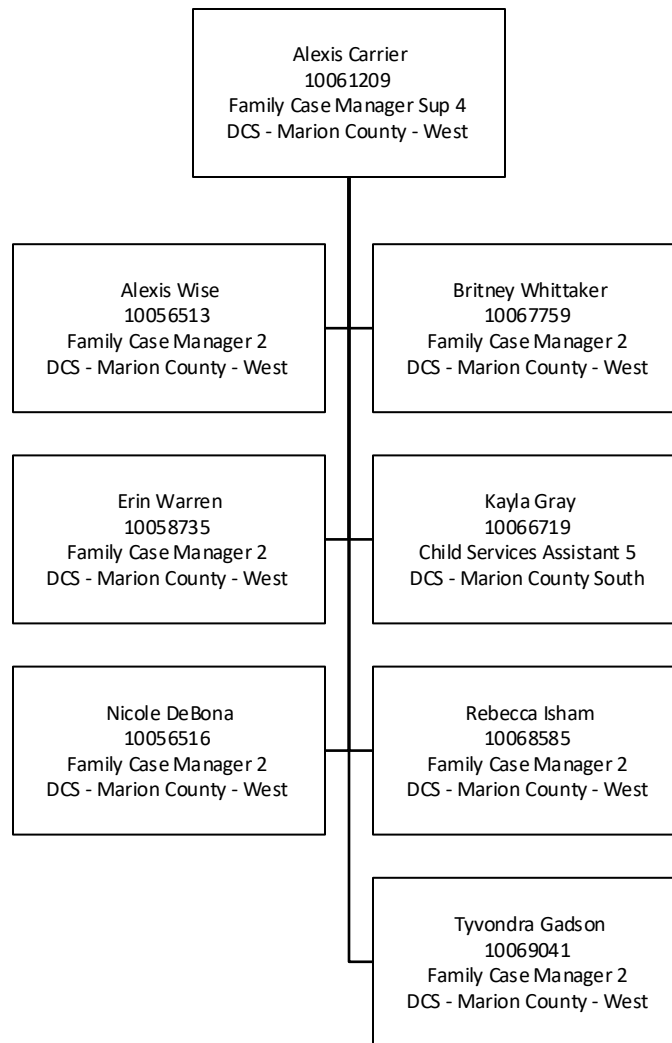 Alexis Carrier
10061209
Family Case Manager Sup 4
DCS - Marion County - West
Alexis Wise
10056513
Family Case Manager 2
DCS - Marion County - West
Britney Whittaker
10067759
Family Case Manager 2
DCS - Marion County - West
Erin Warren
10058735
Family Case Manager 2
DCS - Marion County - West
Kayla Gray
10066719
Child Services Assistant 5
DCS - Marion County South
Nicole DeBona
10056516
Family Case Manager 2
DCS - Marion County - West
Rebecca Isham
10068585
Family Case Manager 2
DCS - Marion County - West
Tyvondra Gadson
10069041
Family Case Manager 2
DCS - Marion County - West